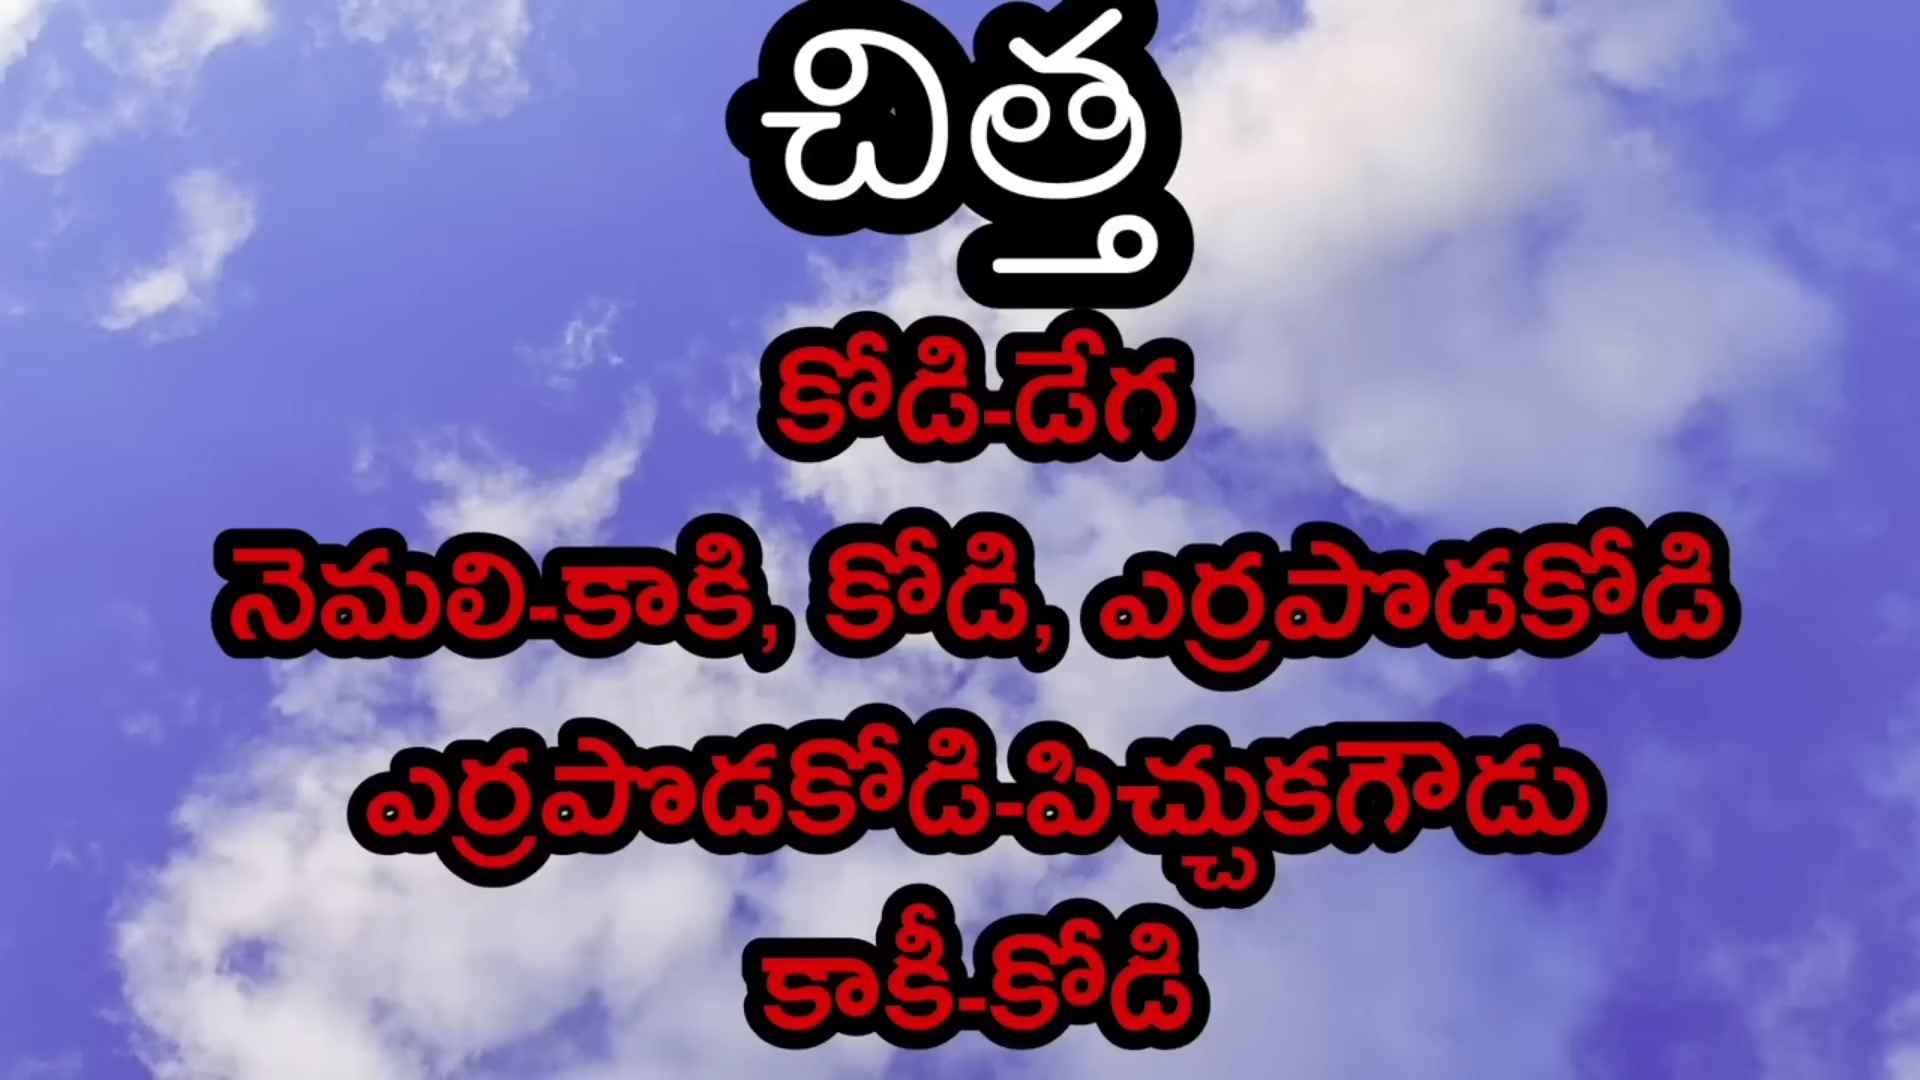 చిత్త
కోడి-డేగ
నెమలి-కాకి, కోడి, ఎర్రపొడకోడి
ఎర్రపొడకోడి-పిచ్చుకగౌడు
కాకీ-కోడి